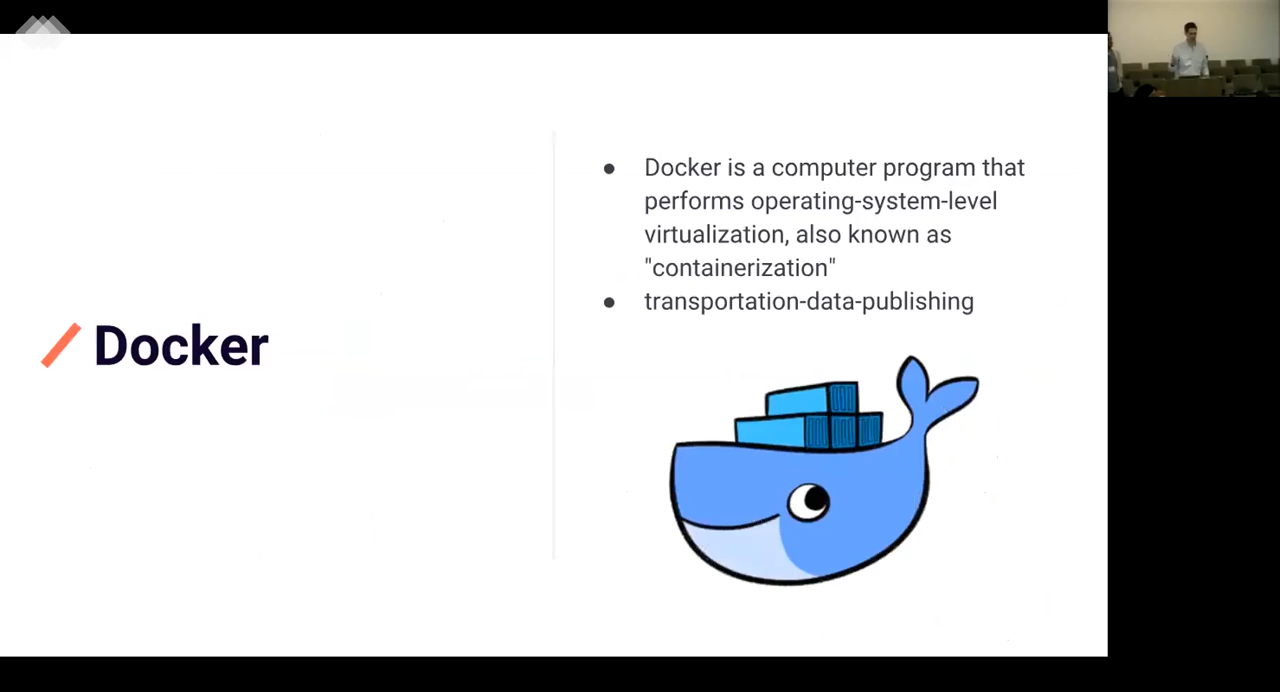 Docker
● Docker is a computer program that
performs operating-system-level
virtualization, also known as
"containerization"
● transportation-data-publishing